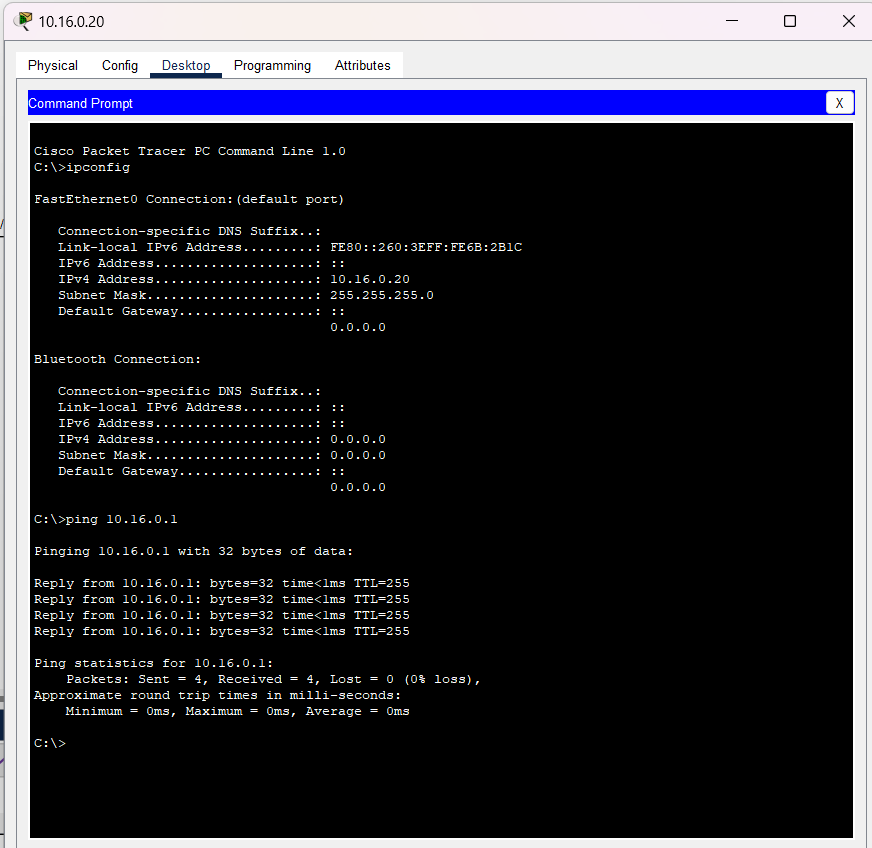 10.16.0.20
Physical Config Desktop Programming Attributes
Command Prompt X
Cisco Packet Tracer PC Command Line 1.0
C:\>ipconfig
FastEthernet0 Connection:(default port)
Connection-specific DNS Suffix..:
Link-local IPv6 Address.........: FE80::260:3EFF:FE6B:2B1C
IPv6 Address....................: ::
IPv4 Address....................: 10.16.0.20
Subnet Mask.....................: 255.255.255.0
Default Gateway.................: ::
0.0.0.0
Bluetooth Connection:
Connection-specific DNS Suffix..:
Link-local IPv6 Address.........: ::
IPv6 Address....................: ::
IPv4 Address....................: 0.0.0.0
Subnet Mask.....................: 0.0.0.0
Default Gateway.................: ::
0.0.0.0
C:\>ping 10.16.0.1
Pinging 10.16.0.1 with 32 bytes of data:
Reply from 10.16.0.1: bytes=32 time<1ms TTL=255
Reply from 10.16.0.1: bytes=32 time<1ms TTL=255
Reply from 10.16.0.1: bytes=32 time<1ms TTL=255
Reply from 10.16.0.1: bytes=32 time<1ms TTL=255
Ping statistics for 10.16.0.1:
Packets: Sent = 4, Received = 4, Lost = 0 (0% loss),
Approximate round trip times in milli-seconds:
Minimum = 0ms, Maximum = 0ms, Average = 0ms
C:\>